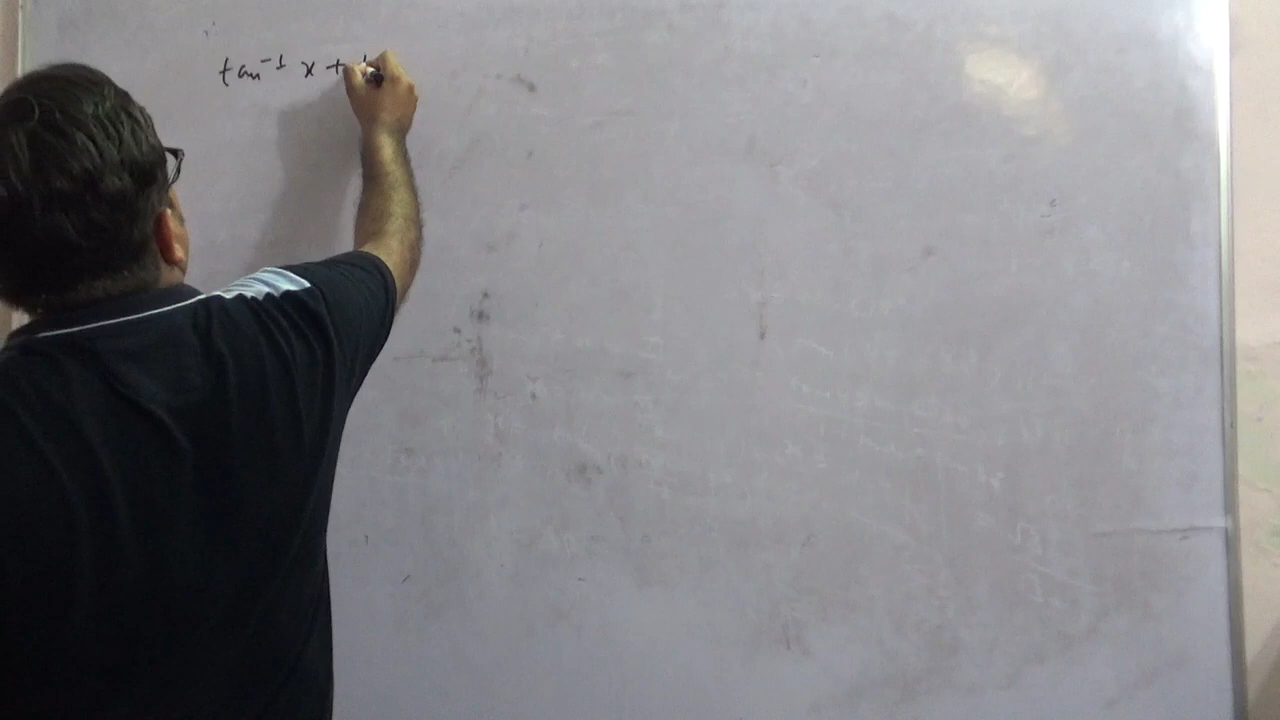 tan⁻¹ x +